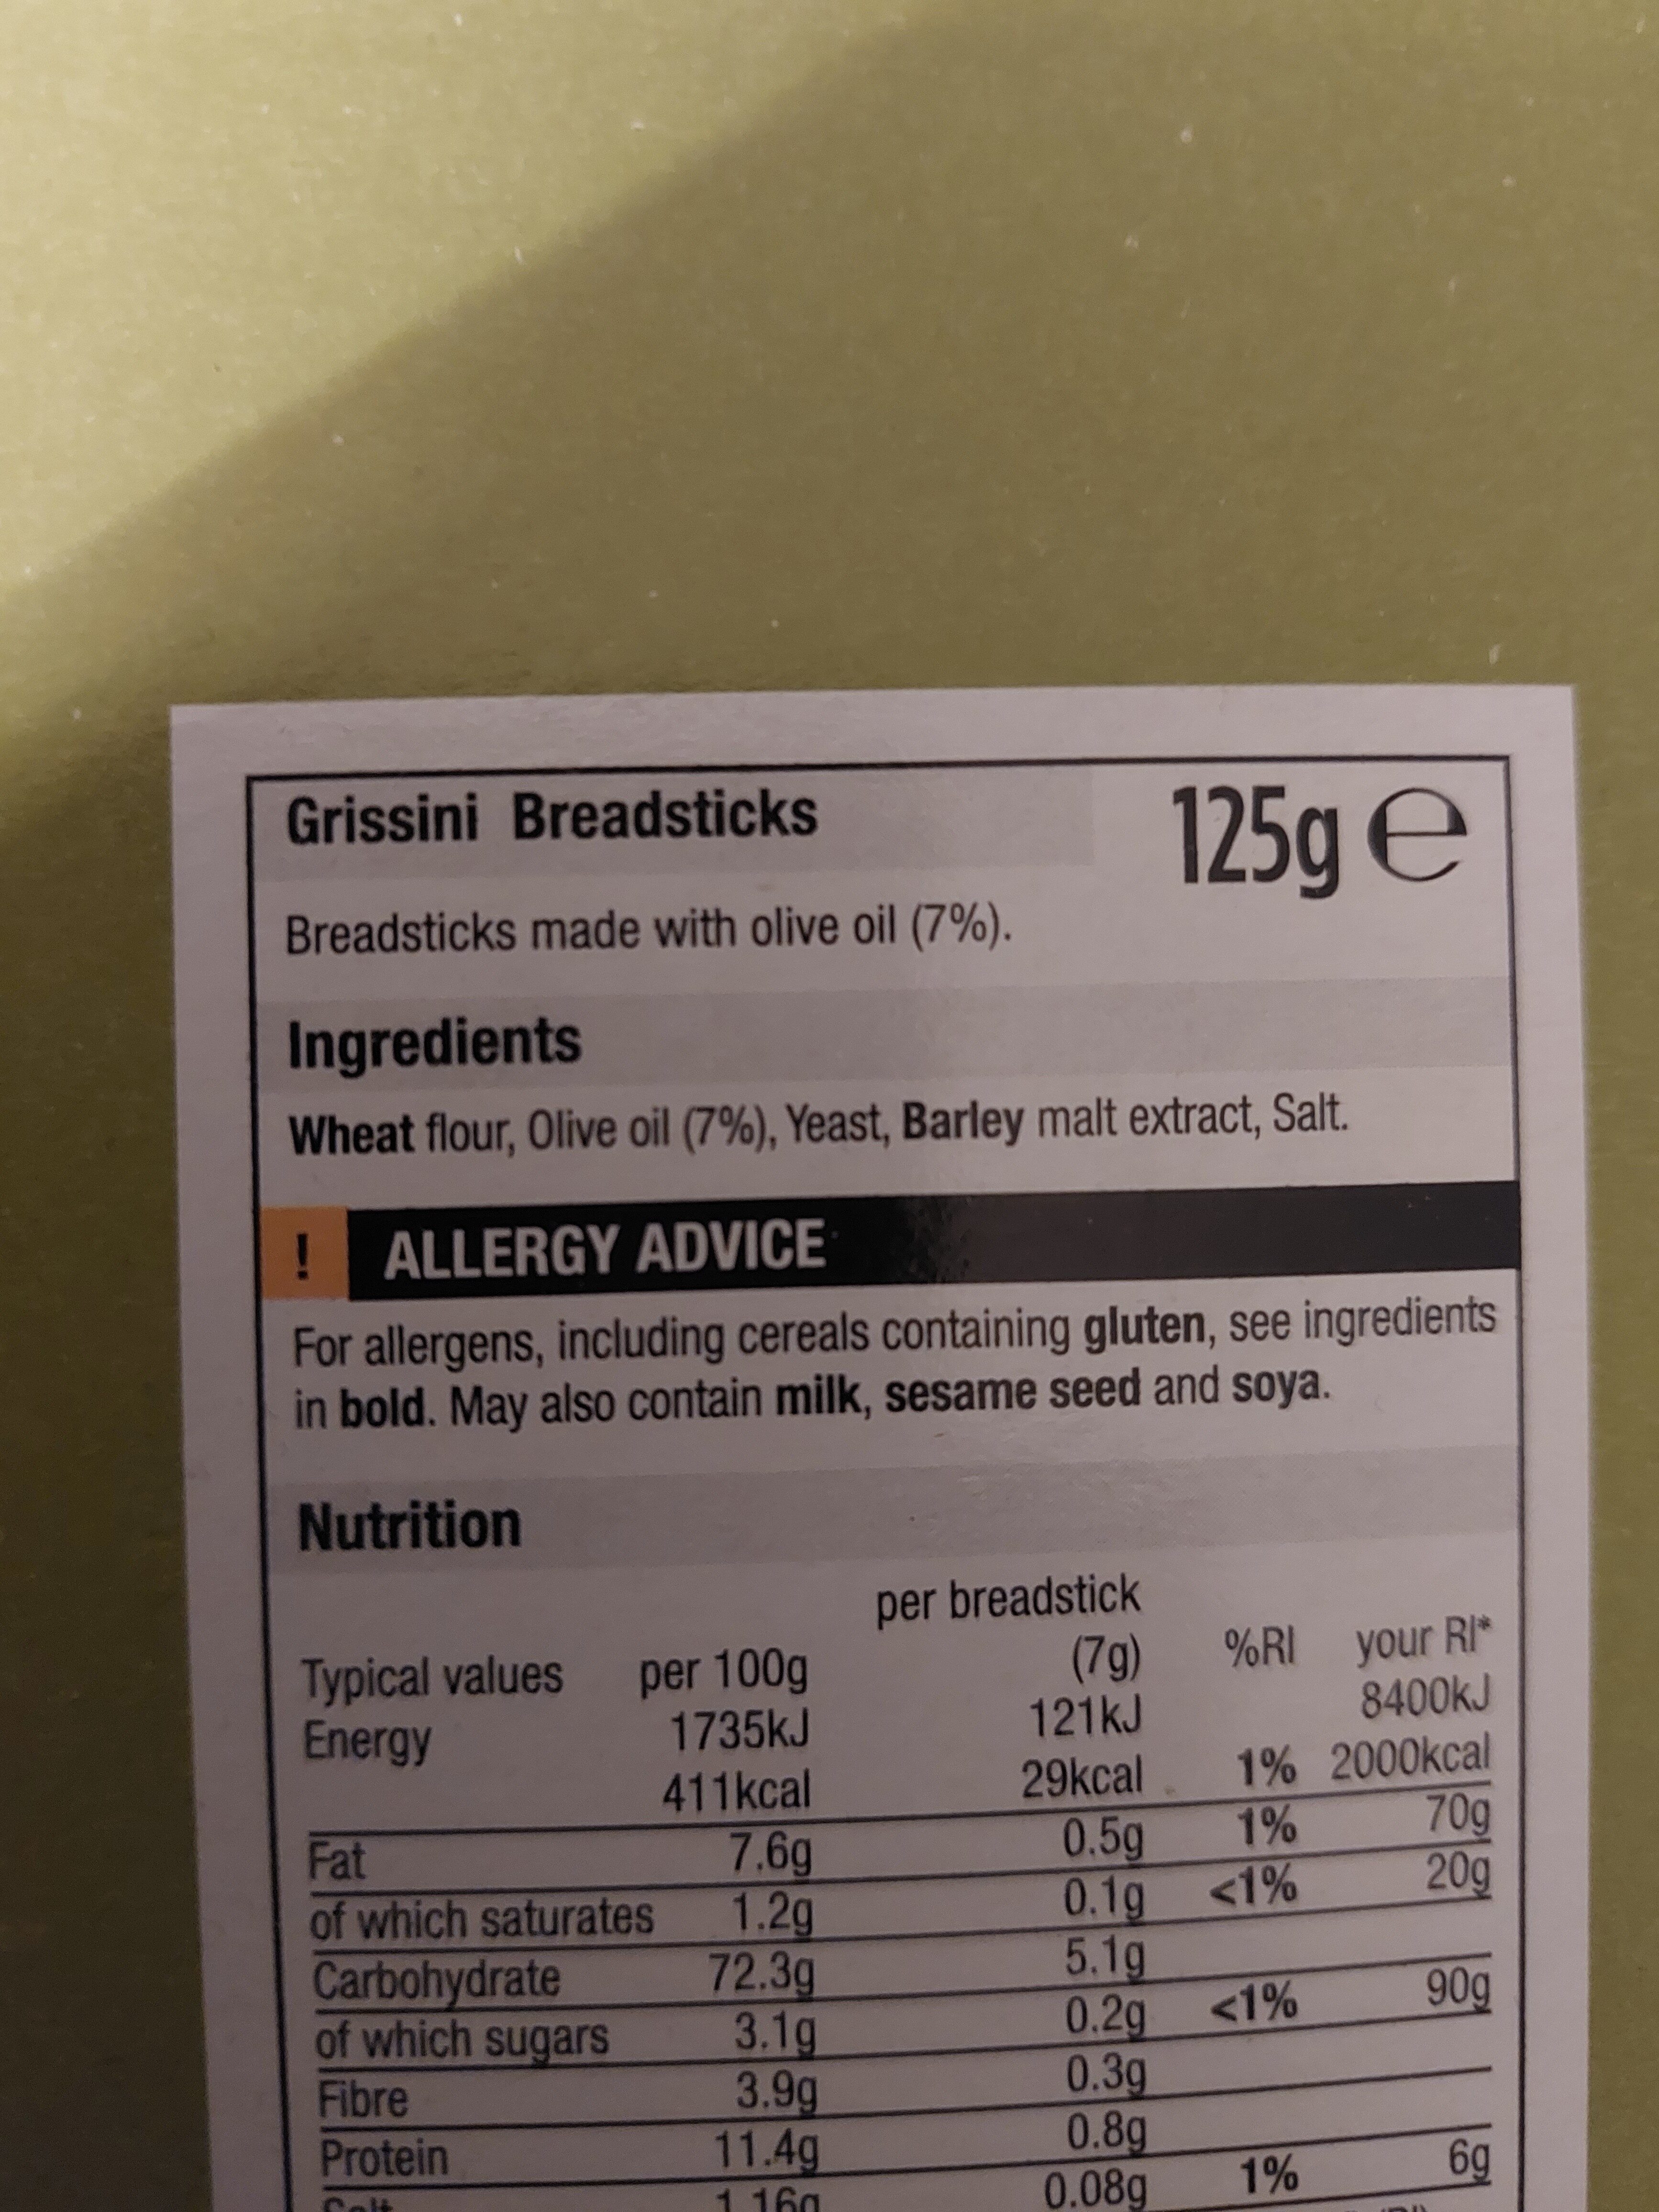 Grissini Breadsticks 125g ℮
Breadsticks made with olive oil (7%).
Ingredients
Wheat flour, Olive oil (7%), Yeast, Barley malt extract, Salt.
! ALLERGY ADVICE
For allergens, including cereals containing gluten, see ingredients
in bold. May also contain milk, sesame seed and soya.
Nutrition
per breadstick
Typical values per 100g (7g) %RI your RI*
Energy 1735kJ 121kJ 8400kJ
411kcal 29kcal 1% 2000kcal
Fat 7.6g 0.5g 1% 70g
of which saturates 1.2g 0.1g <1% 20g
Carbohydrate 72.3g 5.1g
of which sugars 3.1g 0.2g <1% 90g
Fibre 3.9g 0.3g
Protein 11.4g 0.8g
Salt 1.16g 0.08g 1% 6g